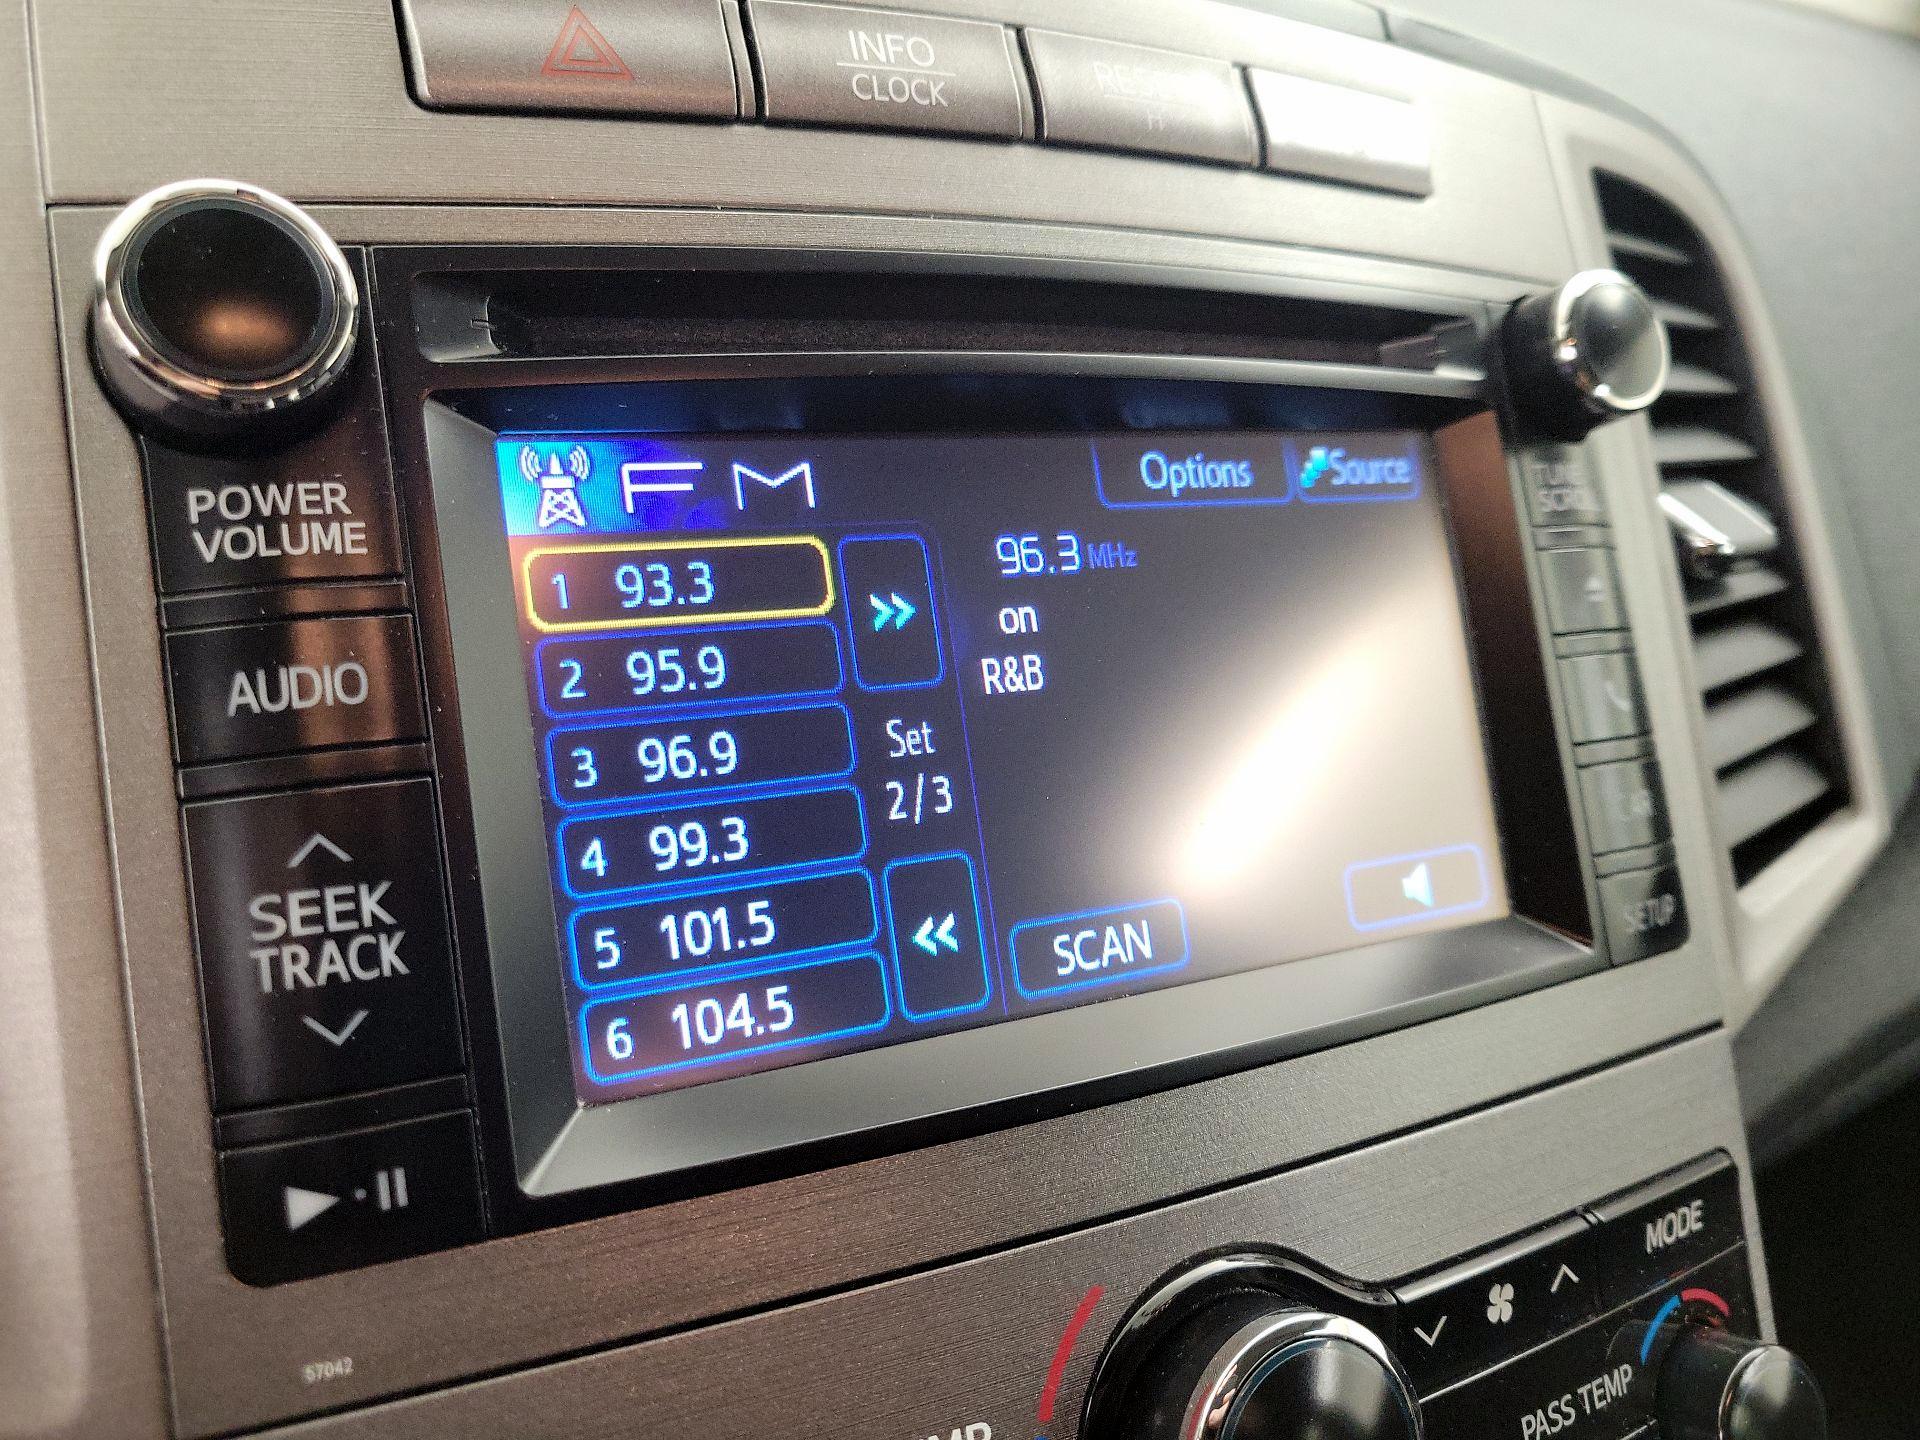 INFO
CLOCK
POWER
VOLUME
AUDIO
SEEK
TRACK
FM
Options
Source
1 93.3
2 95.9
3 96.9
4 99.3
5 101.5
6 104.5
Set
2/3
96.3 MHz
on
R&B
SCAN
TUNE
SCROLL
SETUP
MODE
PASS TEMP
57042